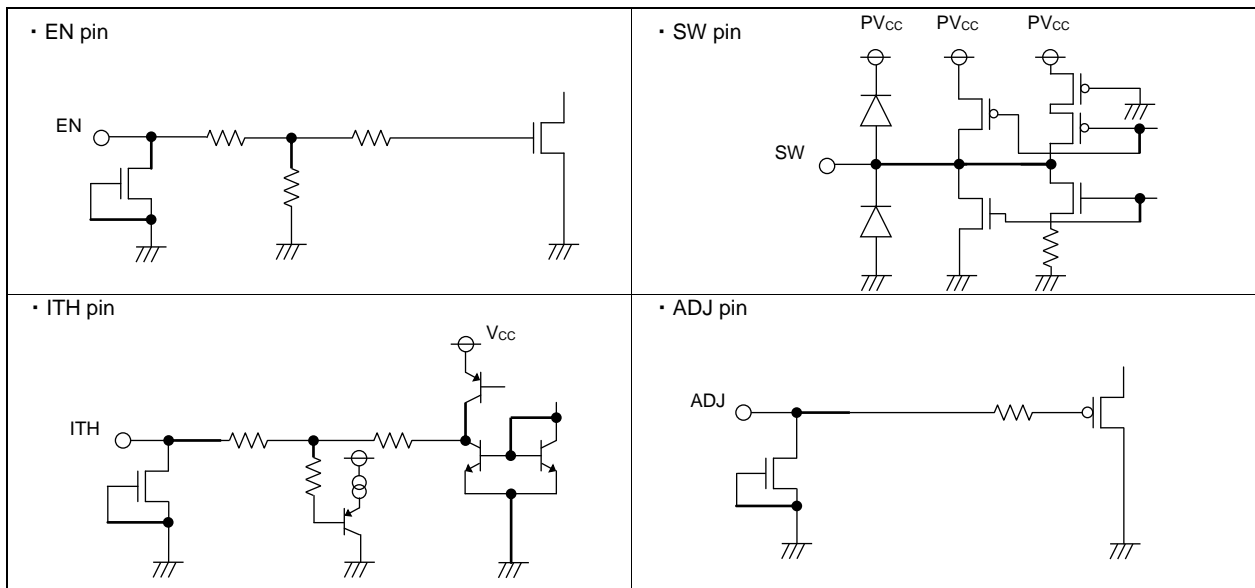 ・EN pin
EN
・SW pin
PVCC PVCC PVCC
SW
・ITH pin
VCC
ITH
・ADJ pin
ADJ